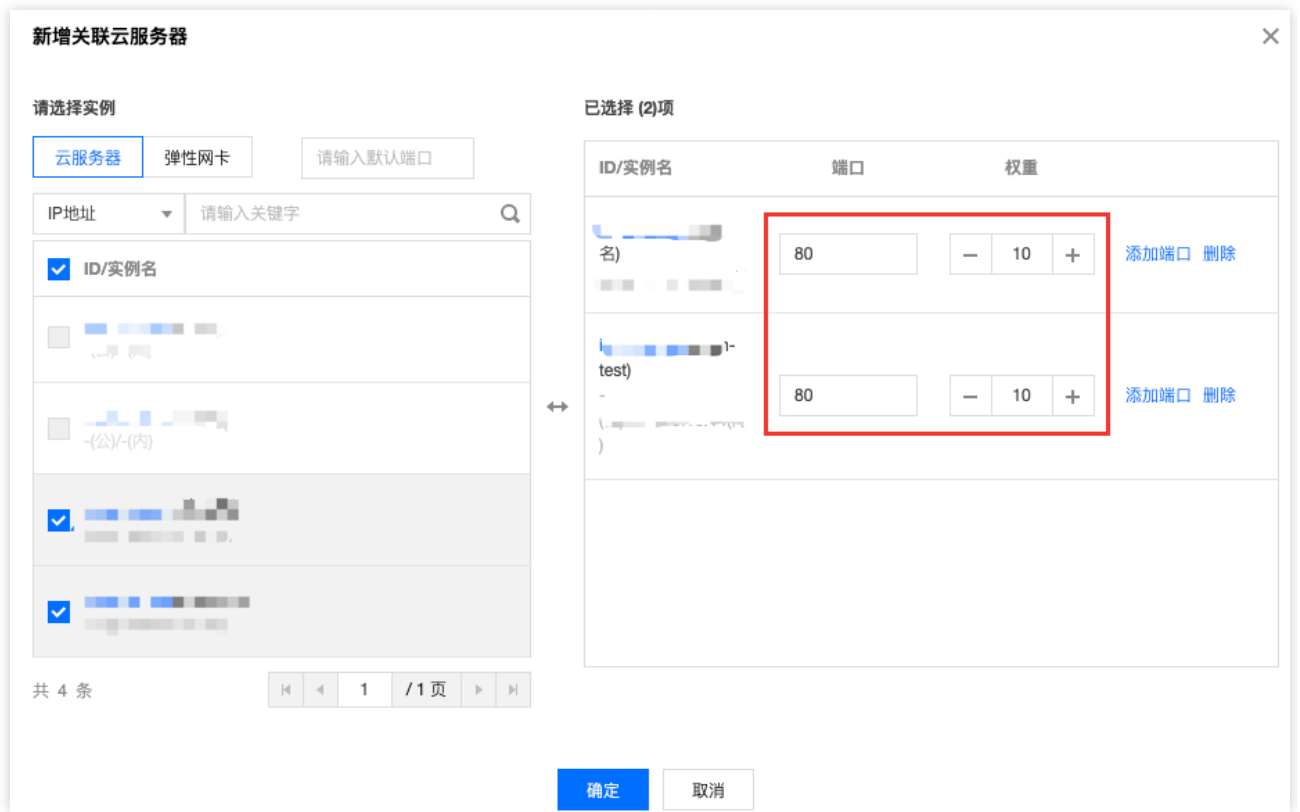 新增关联云服务器
请选择实例
云服务器
弹性网卡
请输入默认端口
IP地址
请输入关键字
ID/实例名
-(公)/-(内)
共 4 条
1
/ 1 页
已选择 (2)项
ID/实例名
端口
权重
名)
80
10
添加端口
删除
test)
-
80
10
添加端口
删除
)
确定
取消